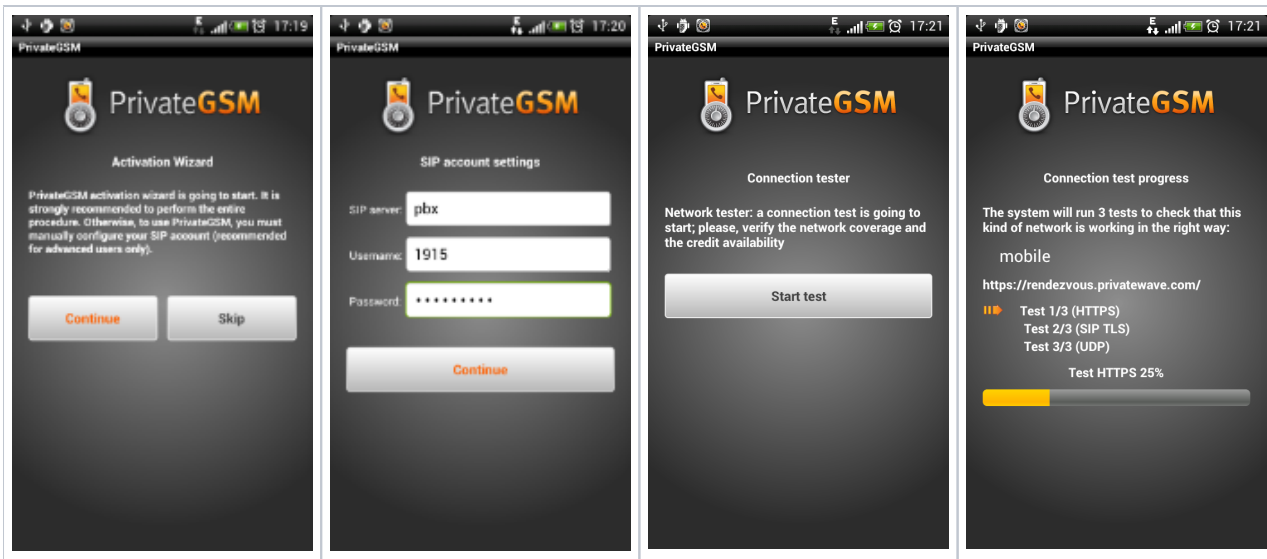 E 17:19
PrivateGSM
PrivateGSM
Activation Wizard
PrivateGSM activation wizard is going to start. It is
strongly recommended to perform the entire
procedure. Otherwise, to use PrivateGSM, you must
manually configure your SIP account (recommended
for advanced users only).
Continue
Skip
E 17:20
PrivateGSM
PrivateGSM
SIP account settings
SIP server: pbx
Username: 1915
Password: •••••••••
Continue
E 17:21
PrivateGSM
PrivateGSM
Connection tester
Network tester: a connection test is going to
start; please, verify the network coverage and
the credit availability
Start test
E 17:21
PrivateGSM
PrivateGSM
Connection test progress
The system will run 3 tests to check that this
kind of network is working in the right way:
mobile
https://rendezvous.privatewave.com/
Test 1/3 (HTTPS)
Test 2/3 (SIP TLS)
Test 3/3 (UDP)
Test HTTPS 25%